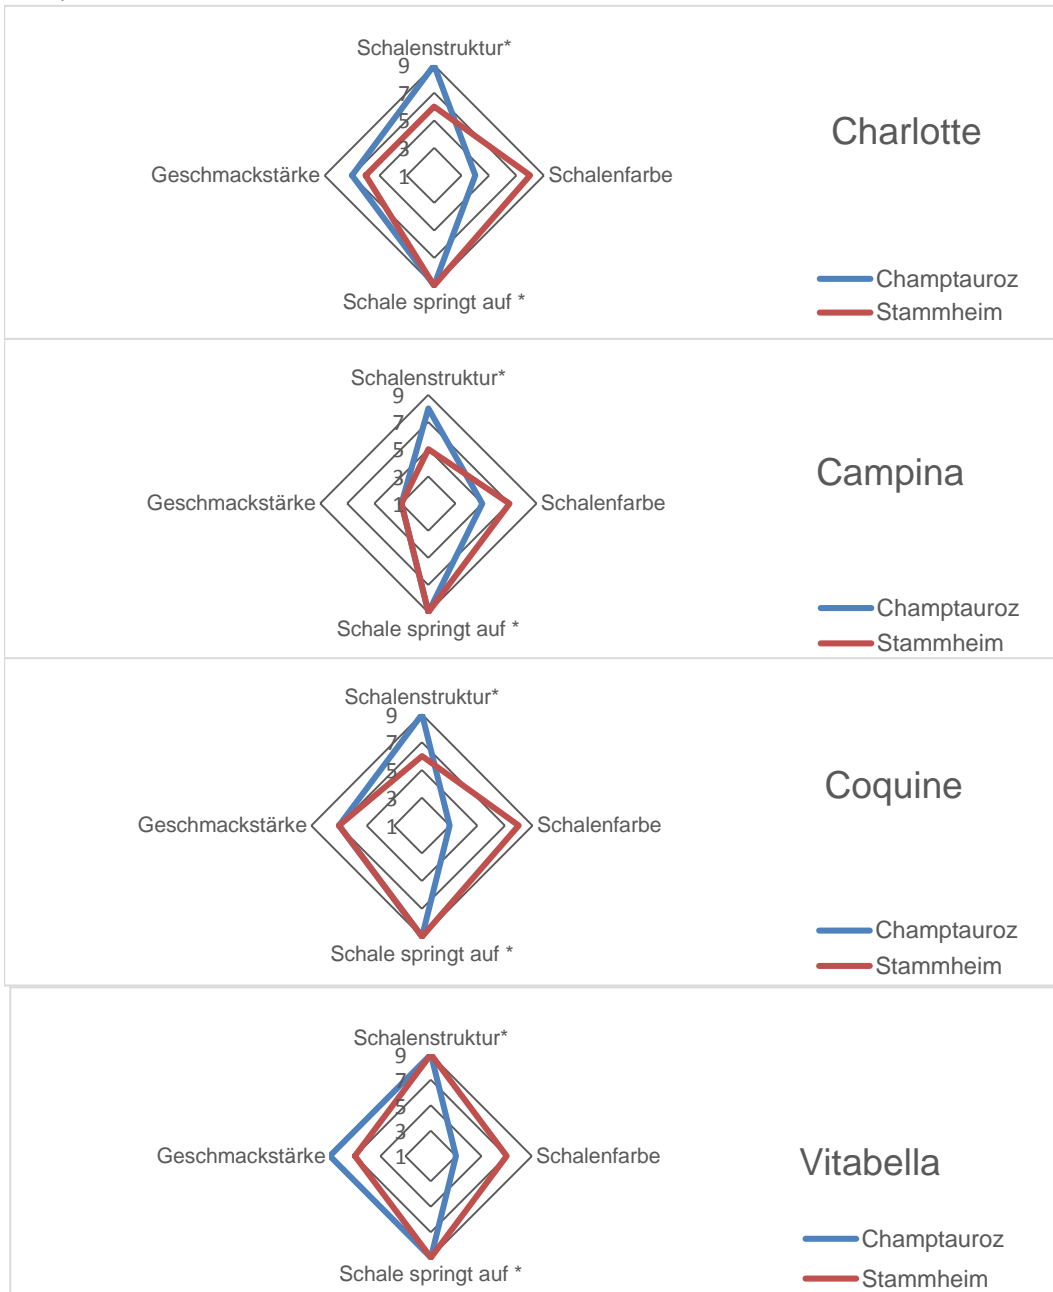 Schalenstruktur*
9
7
5
3
1
Geschmackstärke
Schalenfarbe
Schale springt auf *
Charlotte
Champtauroz
Stammheim
Schalenstruktur*
9
7
5
3
1
Geschmackstärke
Schalenfarbe
Schale springt auf *
Campina
Champtauroz
Stammheim
Schalenstruktur*
9
7
5
3
1
Geschmackstärke
Schalenfarbe
Schale springt auf *
Coquine
Champtauroz
Stammheim
Schalenstruktur*
9
7
5
3
1
Geschmackstärke
Schalenfarbe
Schale springt auf *
Vitabella
Champtauroz
Stammheim